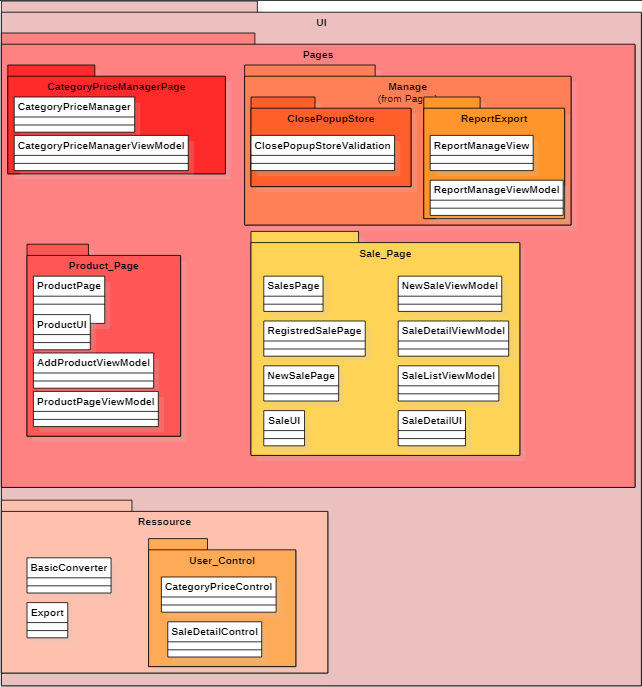 UI
Pages
CategoryPriceManagerPage
CategoryPriceManager
CategoryPriceManagerViewModel
Manage
(from Pages
ClosePopupStore
ClosePopupStoreValidation
ReportExport
ReportManageView
ReportManageViewModel
Product_Page
ProductPage
ProductUI
AddProductViewModel
ProductPageViewModel
Sale_Page
SalesPage
NewSaleViewModel
RegistredSalePage
SaleDetailViewModel
NewSalePage
SaleListViewModel
SaleUI
SaleDetailUI
Ressource
BasicConverter
Export
User_Control
CategoryPriceControl
SaleDetailControl